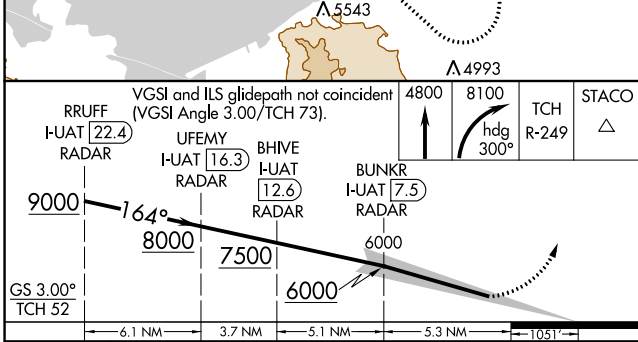 5543
4993
VGSI and ILS glidepath not coincident
(VGSI Angle 3.00/TCH 73).
4800
8100
hdg
300°
TCH
R-249
STACO
RRUFF
I-UAT 22.4
RADAR
UFEMY
I-UAT 16.3
RADAR
BHIVE
I-UAT
12.6
RADAR
BUNKR
I-UAT 7.5
RADAR
9000
164°
8000
7500
6000
6000
GS 3.00°
TCH 52
6.1 NM
3.7 NM
5.1 NM
5.3 NM
1051'